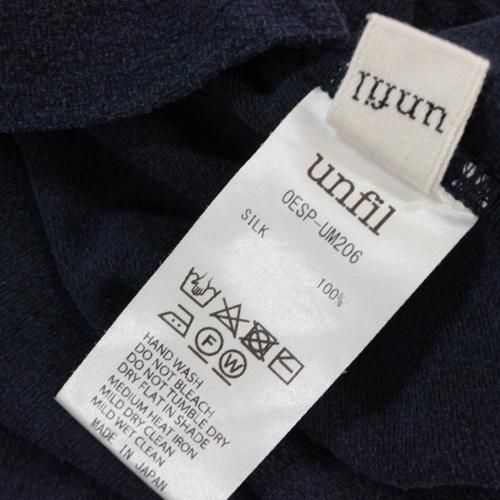 unfil
unfil
OESP-UM206
SILK 100%
F W
HAND WASH
DO NOT BLEACH
DO NOT TUMBLE DRY
DRY FLAT IN SHADE
MEDIUM HEAT IRON
MILD DRY CLEAN
MILD WET CLEAN
MADE IN JAPAN